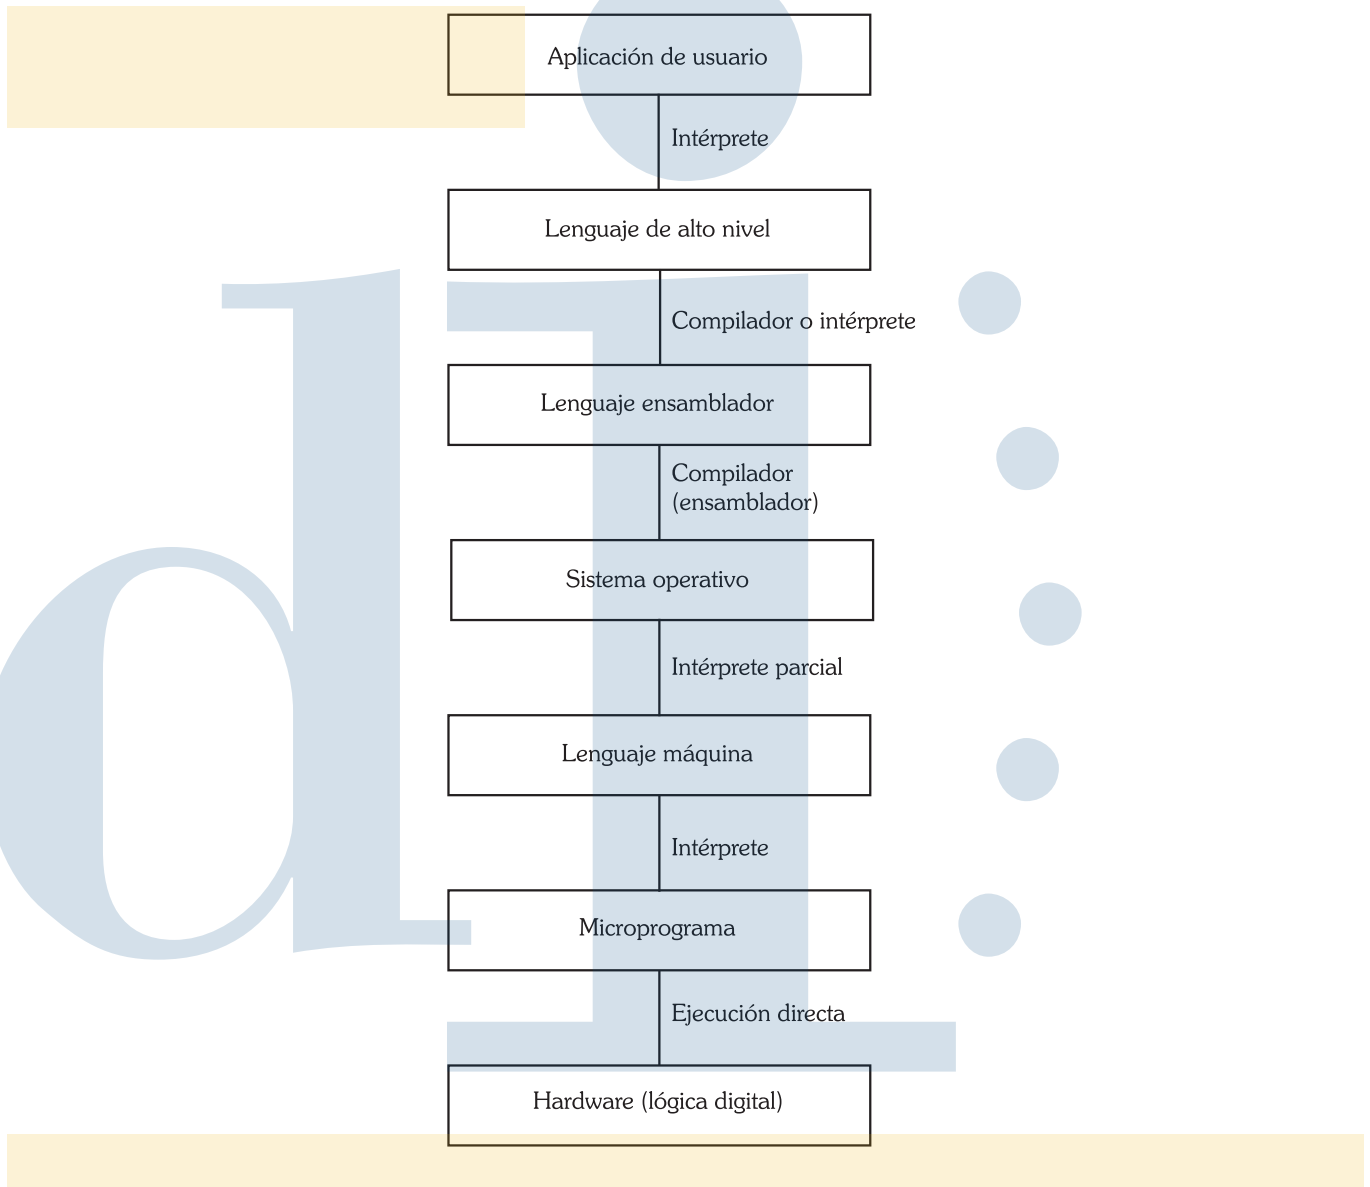 Aplicación de usuario
Intérprete
Lenguaje de alto nivel
Compilador o intérprete
Lenguaje ensamblador
Compilador
(ensamblador)
Sistema operativo
Intérprete parcial
Lenguaje máquina
Intérprete
Microprograma
Ejecución directa
Hardware (lógica digital)